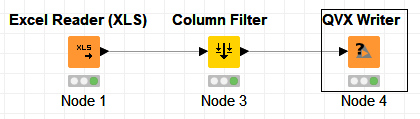 Excel Reader (XLS) Column Filter QVX Writer
XLS ?
Node 1 Node 3 Node 4